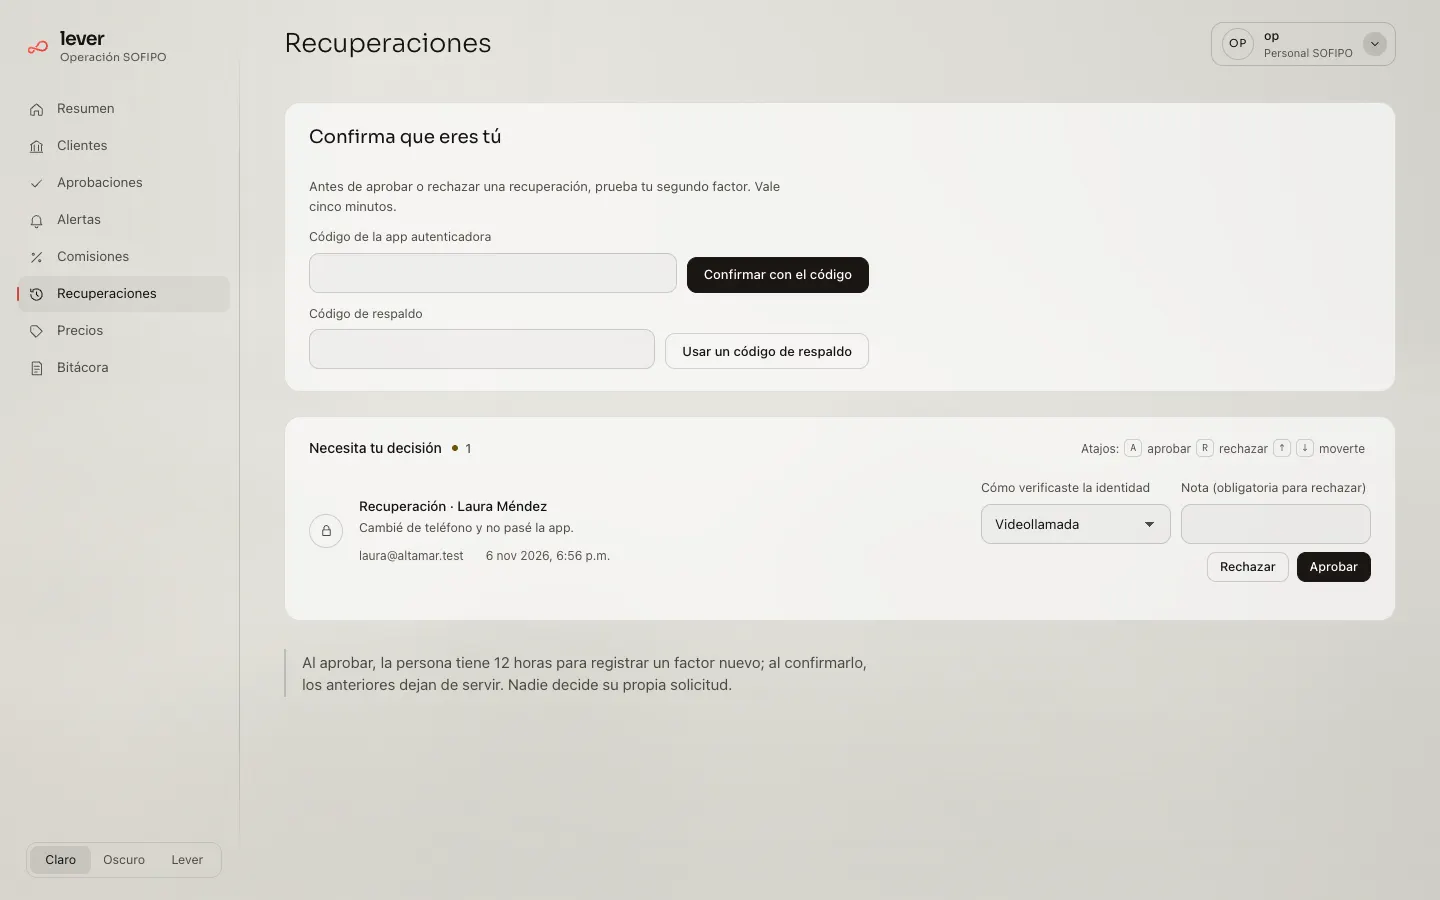 lever
Operación SOFIPO
Resumen
Clientes
Aprobaciones
Alertas
Comisiones
Recuperaciones
Precios
Bitácora
Claro Oscuro Lever
Recuperaciones
OP
op
Personal SOFIPO
Confirma que eres tú
Antes de aprobar o rechazar una recuperación, prueba tu segundo factor. Vale
cinco minutos.
Código de la app autenticadora
Confirmar con el código
Código de respaldo
Usar un código de respaldo
Necesita tu decisión 1
Atajos: A aprobar R rechazar ↑ ↓ moverte
Recuperación · Laura Méndez
Cambié de teléfono y no pasé la app.
laura@altamar.test 6 nov 2026, 6:56 p.m.
Cómo verificaste la identidad
Videollamada
Nota (obligatoria para rechazar)
Rechazar
Aprobar
Al aprobar, la persona tiene 12 horas para registrar un factor nuevo; al confirmarlo,
los anteriores dejan de servir. Nadie decide su propia solicitud.